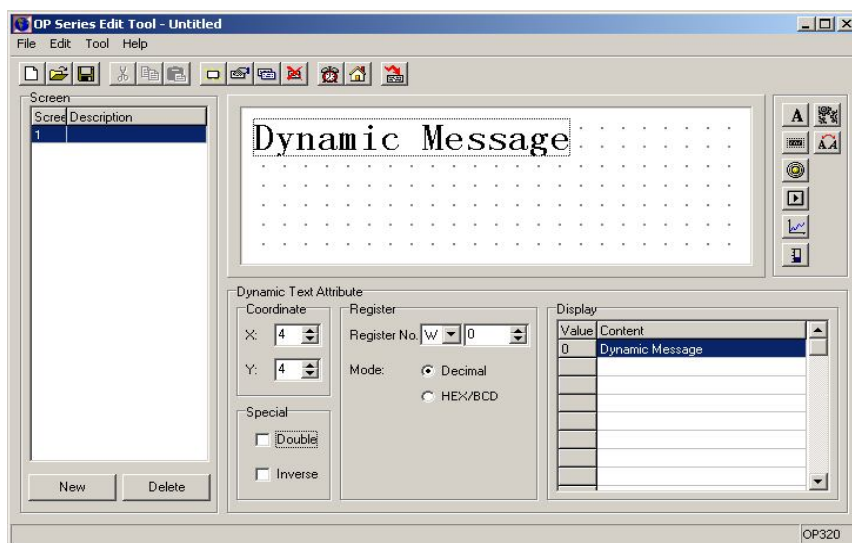 OP Series Edit Tool - Untitled
File Edit Tool Help
Screen
Scree Description
1
Dynamic Message
A
AA
Dynamic Text Attribute
Coordinate
X: 4
Y: 4
Special
Double
Inverse
Register
Register No. W 0
Mode: Decimal
HEX/BCD
Display
Value Content
0 Dynamic Message
New Delete
OP320